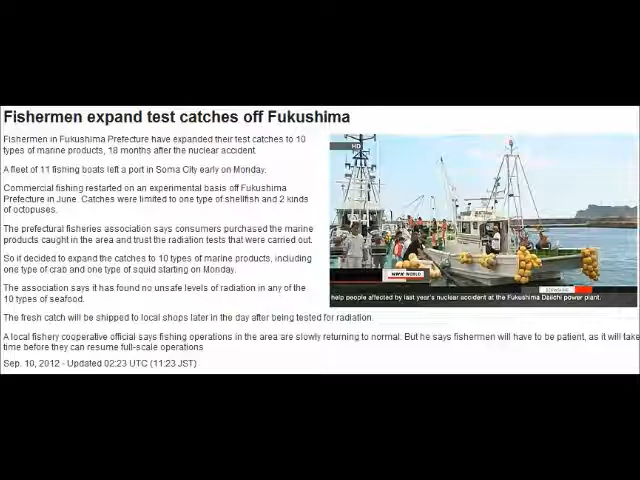 Fishermen expand test catches off Fukushima
Fishermen in Fukushima Prefecture have expanded their test catches to 10
types of marine products, 18 months after the nuclear accident.
A fleet of 11 fishing boats left a port in Soma City early on Monday.
Commercial fishing restarted on an experimental basis off Fukushima
Prefecture in June. Catches were limited to one type of shellfish and 2 kinds
of octopuses.
The prefectural fisheries association says consumers purchased the marine
products caught in the area and trust the radiation tests that were carried out.
So it decided to expand the catches to 10 types of marine products, including
one type of crab and one type of squid starting on Monday.
The association says it has found no unsafe levels of radiation in any of the
10 types of seafood.
The fresh catch will be shipped to local shops later in the day after being tested for radiation.
A local fishery cooperative official says fishing operations in the area are slowly returning to normal. But he says fishermen will have to be patient, as it will take
time before they can resume full-scale operations
Sep. 10, 2012 - Updated 02:23 UTC (11:23 JST)
HD
NHK WORLD
help people affected by last year's nuclear accident at the Fukushima Daiichi power plant.